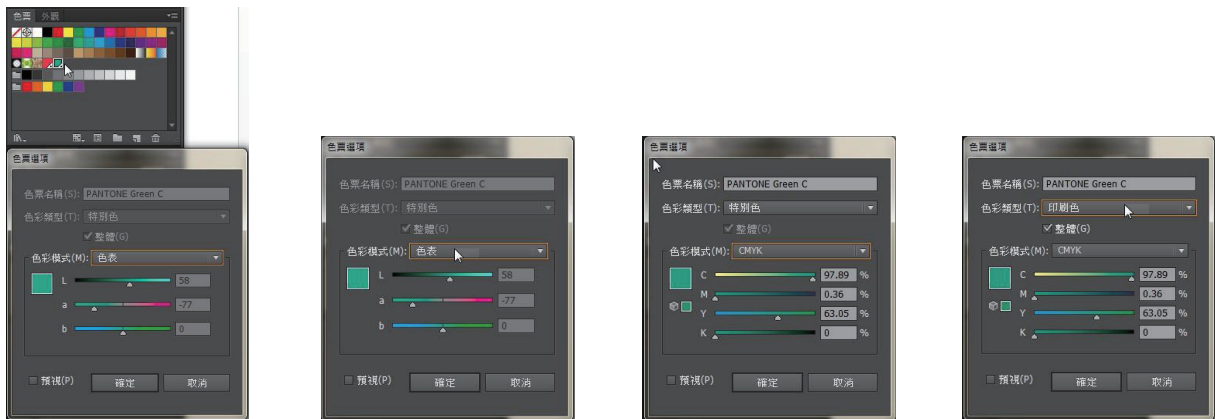 色票 外觀
色票選項
色票名稱(S): PANTONE Green C
色彩類型(T): 特別色
整體(G)
色彩模式(M): 色表
L 58
a -77
b 0
預視(P) 確定 取消
色票選項
色票名稱(S): PANTONE Green C
色彩類型(T): 特別色
整體(G)
色彩模式(M): 色表
L 58
a -77
b 0
預視(P) 確定 取消
色票選項
色票名稱(S): PANTONE Green C
色彩類型(T): 特別色
整體(G)
色彩模式(M): CMYK
C 97.89 %
M 0.36 %
Y 63.05 %
K 0 %
預視(P) 確定 取消
色票選項
色票名稱(S): PANTONE Green C
色彩類型(T): 印刷色
整體(G)
色彩模式(M): CMYK
C 97.89 %
M 0.36 %
Y 63.05 %
K 0 %
預視(P) 確定 取消